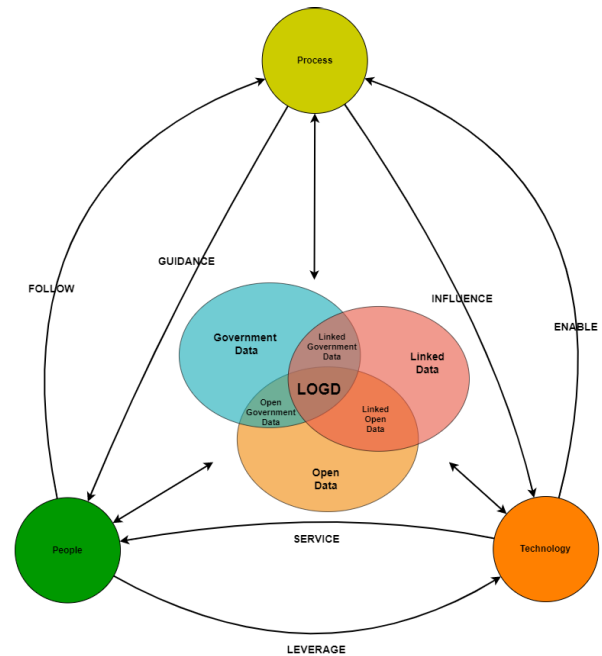 Process
GUIDANCE
FOLLOW
INFLUENCE
ENABLE
Government
Data
Linked
Government
Data
Linked
Data
LOGD
Open
Government
Data
Linked
Open
Data
Open
Data
People
SERVICE
Technology
LEVERAGE